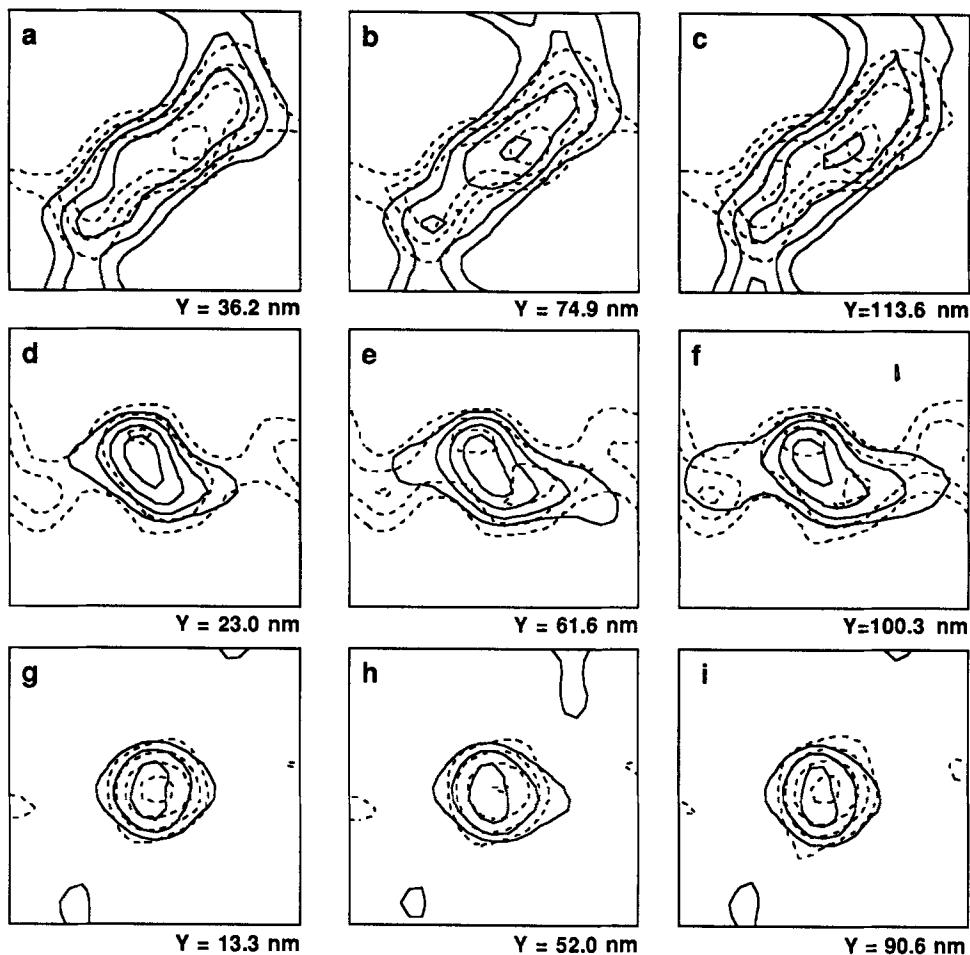 a
b
c
Y = 36.2 nm
Y = 74.9 nm
Y=113.6 nm
d
e
f
Y = 23.0 nm
Y = 61.6 nm
Y=100.3 nm
g
h
i
Y = 13.3 nm
Y = 52.0 nm
Y = 90.6 nm